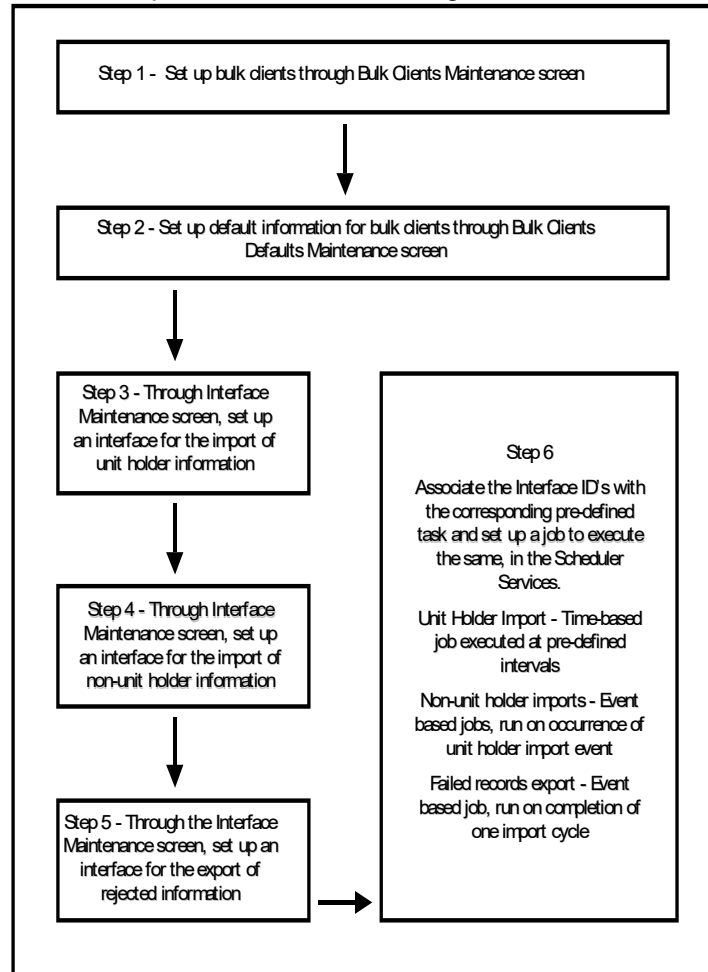 Step 1 - Set up bulk clients through Bulk Clients Maintenance screen
Step 2 - Set up default information for bulk clients through Bulk Clients
Defaults Maintenance screen
Step 3 - Through Interface
Maintenance screen, set up
an interface for the import of
unit holder information
Step 4 - Through Interface
Maintenance screen, set up
an interface for the import of
non-unit holder information
Step 5 - Through the Interface
Maintenance screen, set up an
interface for the export of
rejected information
Step 6
Associate the Interface ID's with
the corresponding pre-defined
task and set up a job to execute
the same, in the Scheduler
Services.
Unit Holder Import - Time-based
job executed at pre-defined
intervals
Non-unit holder imports - Event
based jobs, run on occurrence of
unit holder import event
Failed records export - Event
based job, run on completion of
one import cycle